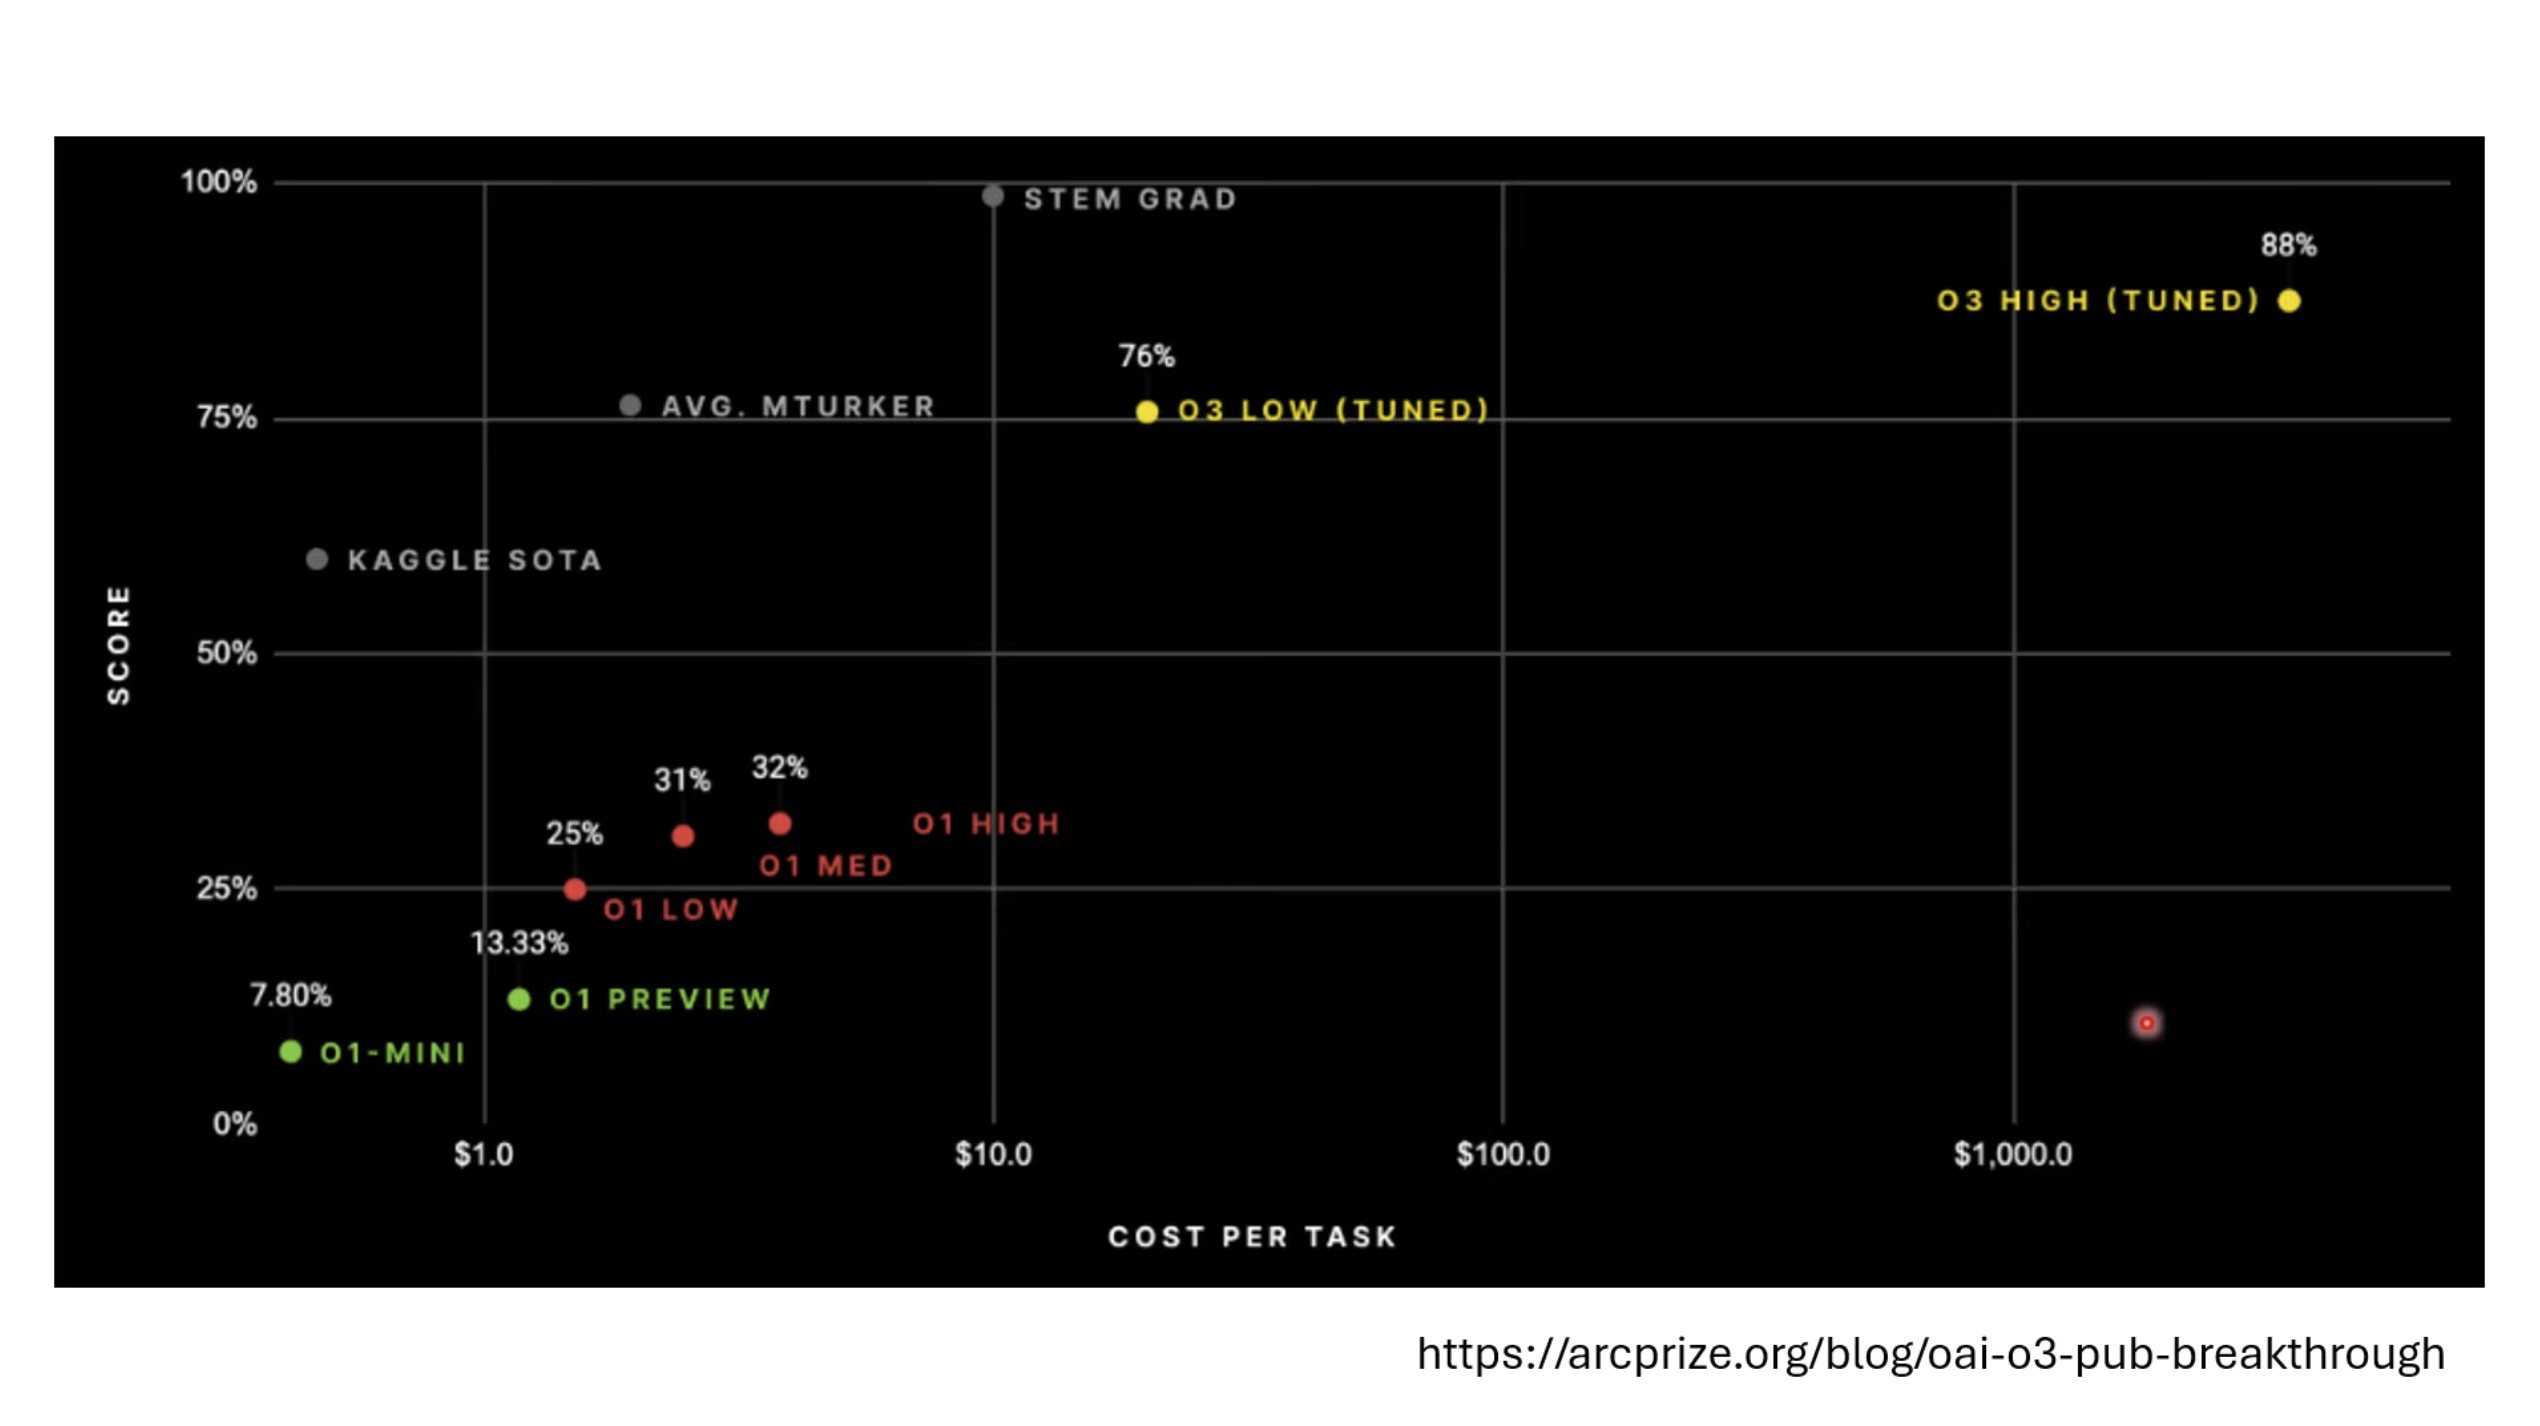 100%
STEM GRAD
88%
O3 HIGH (TUNED)
76%
AVG. MTURKER
O3 LOW (TUNED)
75%
KAGGLE SOTA
SCORE
50%
31%
32%
25%
O1 HIGH
O1 MED
25%
O1 LOW
13.33%
7.80%
O1 PREVIEW
O1-MINI
0%
$1.0
$10.0
$100.0
$1,000.0
COST PER TASK
https://arcprize.org/blog/oai-o3-pub-breakthrough